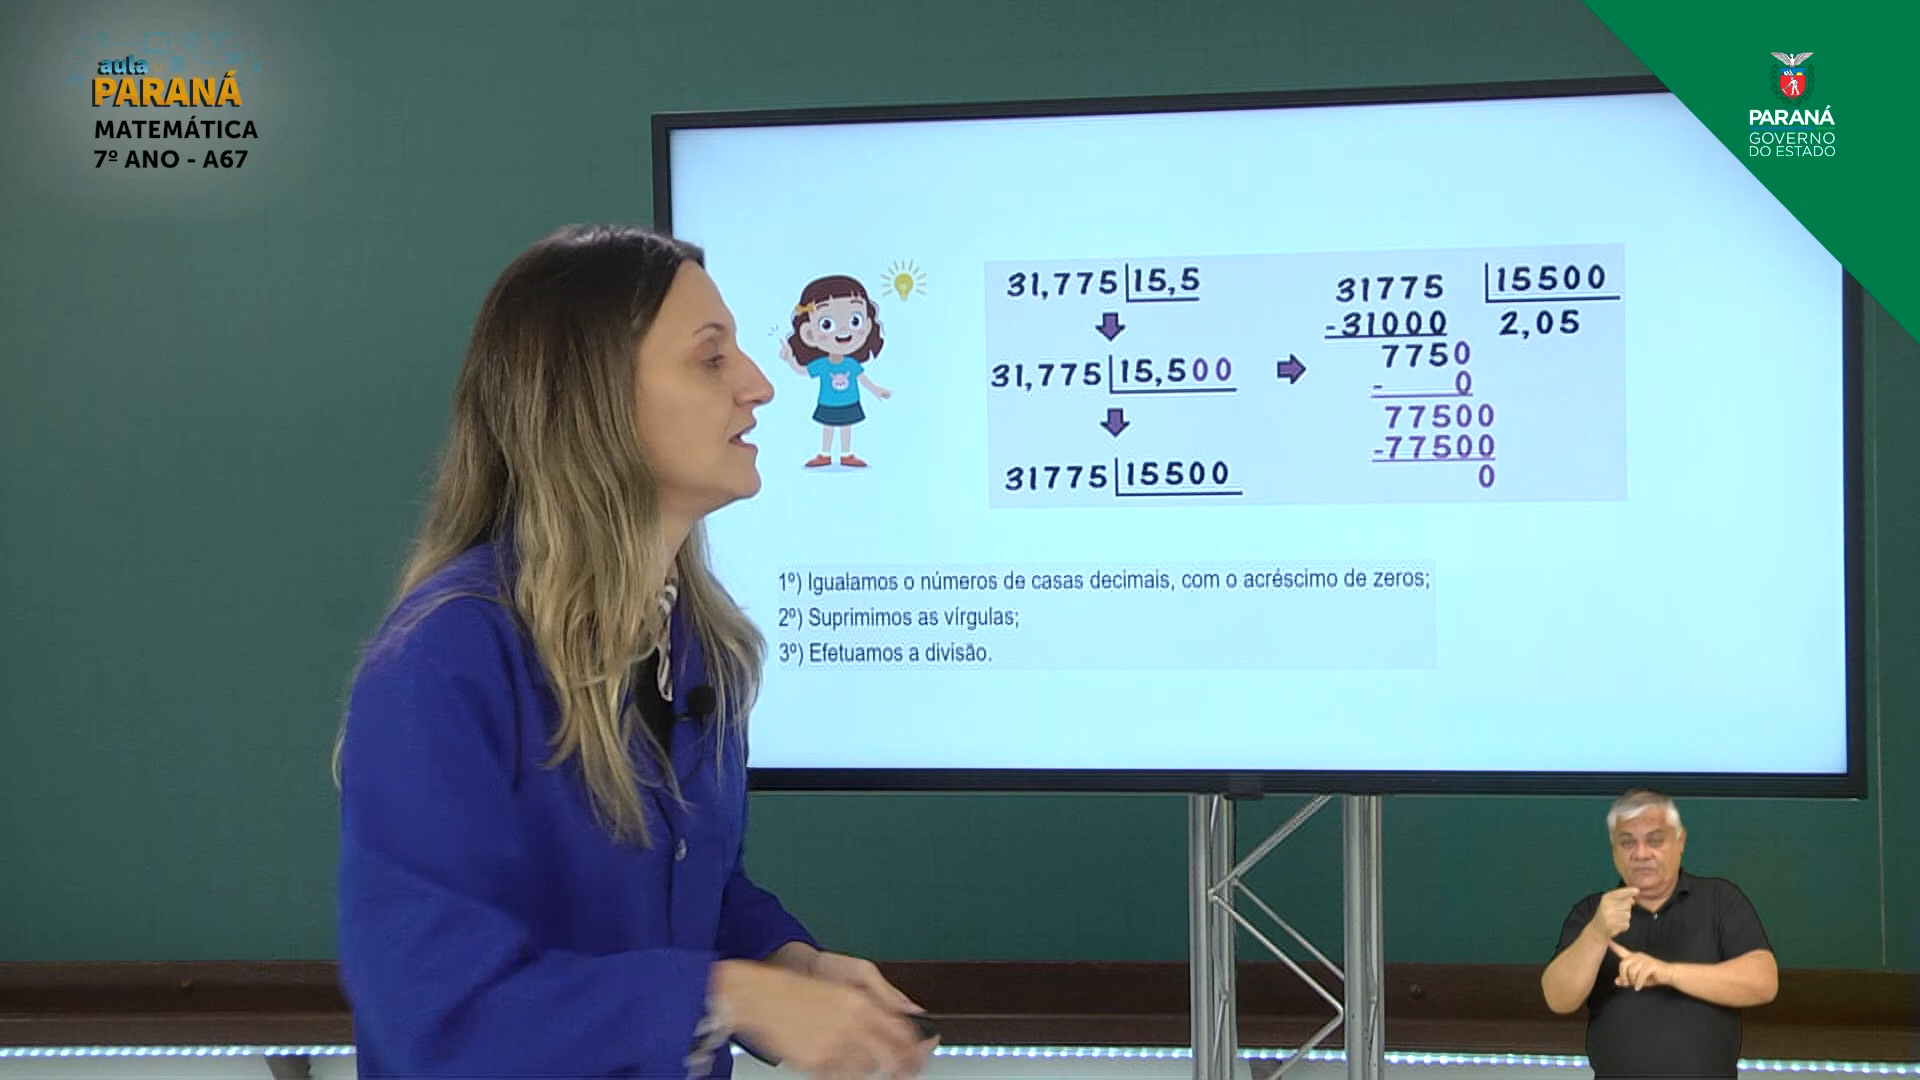 aula
PARANÁ
MATEMÁTICA
7º ANO - A67
PARANÁ
GOVERNO
DO ESTADO
31,775 15,5
31,775 15,500
31775 15500
31775 15500
-31000 2,05
7750
- 0
77500
-77500
0
1º) Igualamos o números de casas decimais, com o acréscimo de zeros;
2º) Suprimimos as vírgulas;
3º) Efetuamos a divisão.